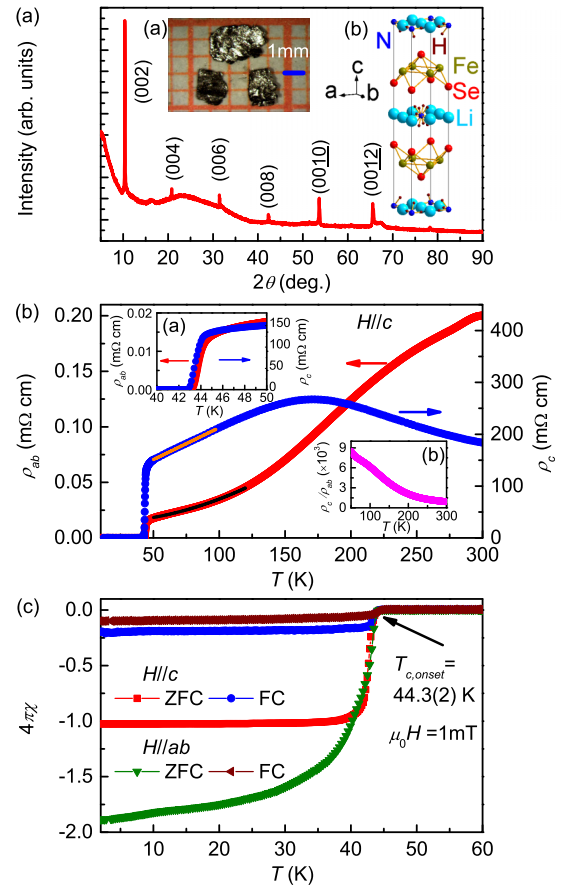 (a)
Intensity (arb. units)
(002)
(004)
(006)
(008)
(0010)
(0012)
(a)
1mm
(b)
N
H
Fe
Se
Li
c
a
b
10 20 30 40 50 60 70 80 90
2θ (deg.)
(b)
H//c
ρab (mΩ cm)
0.20
0.15
0.10
0.05
0.00
ρc (mΩ cm)
400
300
200
100
0
0 50 100 150 200 250 300
T (K)
(a)
ρab (mΩ cm)
0.02
0.01
0.00
ρc (mΩ cm)
150
100
50
0
40 42 44 46 48 50
T (K)
(b)
ρc/ρab (×10³)
9
6
3
0
100 200 300
T (K)
(c)
4πχ
0.0
-0.5
-1.0
-1.5
-2.0
H//c
ZFC FC
H//ab
ZFC FC
Tc,onset=
44.3(2) K
μ0H =1mT
10 20 30 40 50 60
T (K)